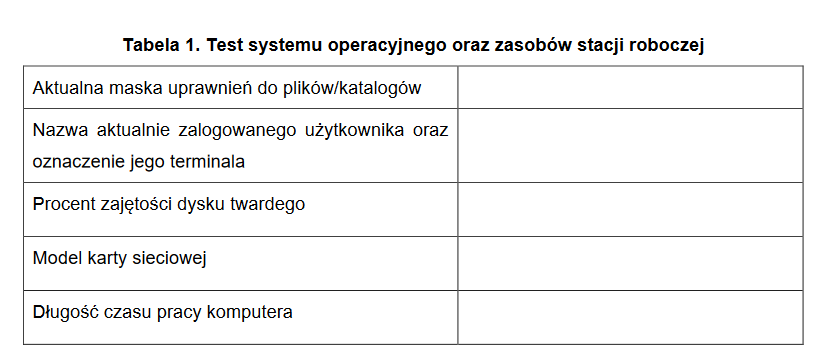 Tabela 1. Test systemu operacyjnego oraz zasobów stacji roboczej
Aktualna maska uprawnień do plików/katalogów
Nazwa aktualnie zalogowanego użytkownika oraz
oznaczenie jego terminala
Procent zajętości dysku twardego
Model karty sieciowej
Długość czasu pracy komputera